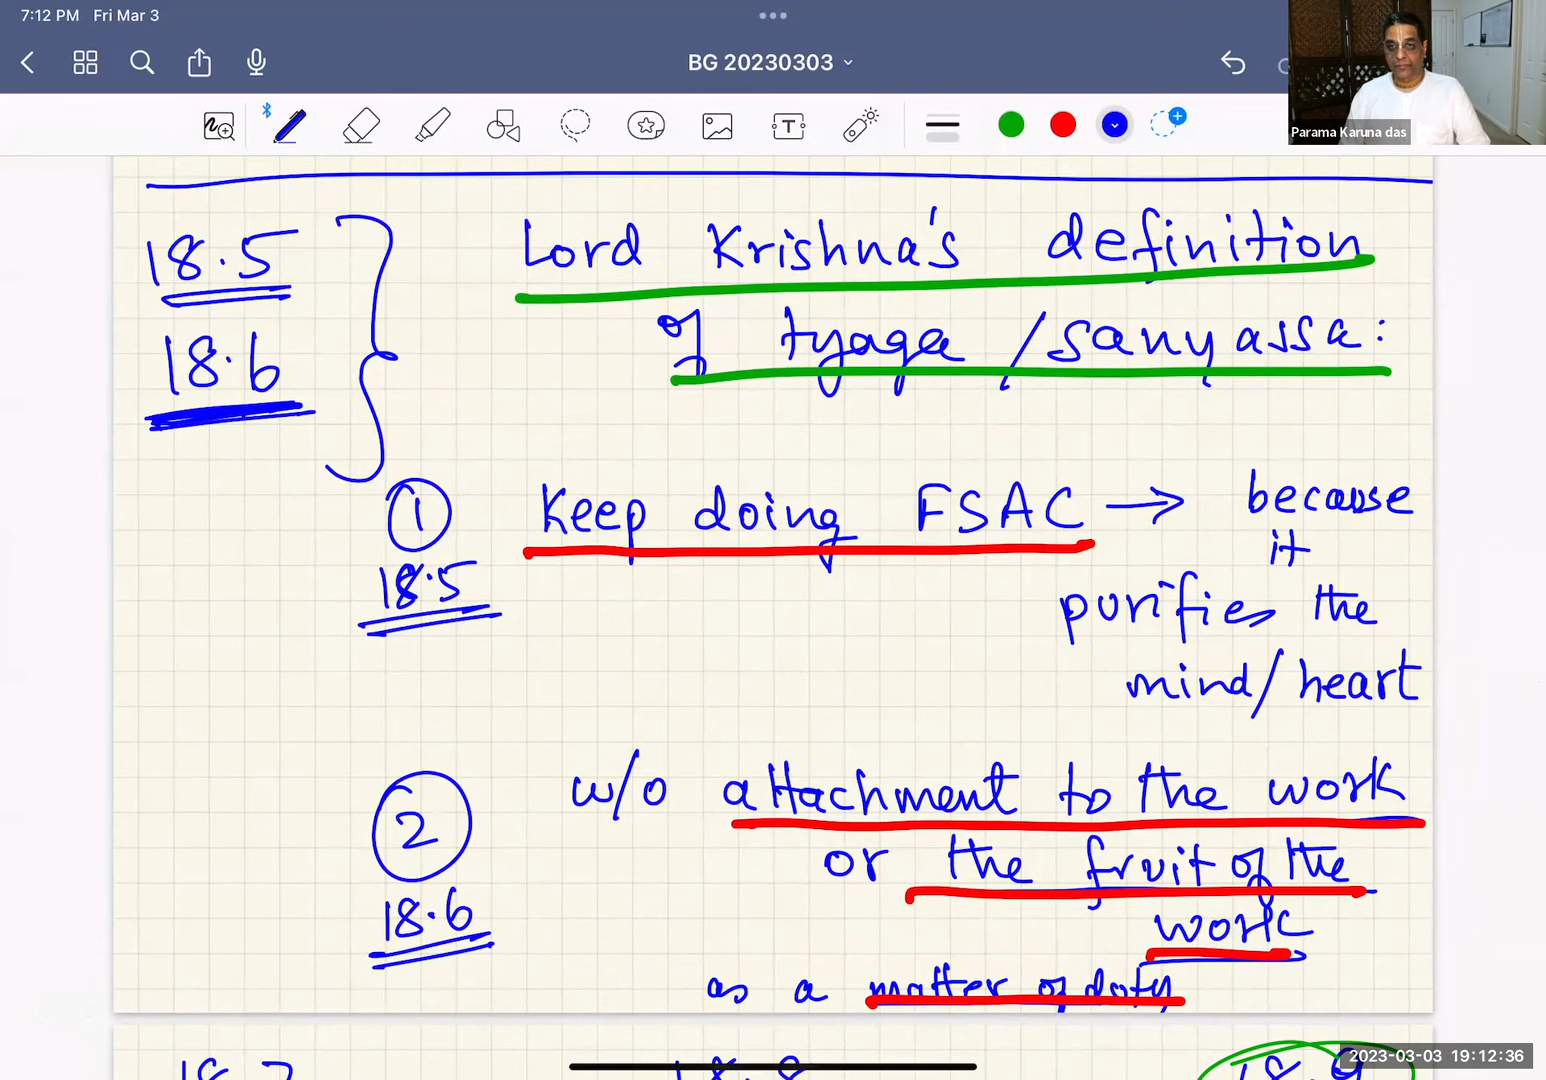 7:12 PM Fri Mar 3
BG 20230303
Parama Karuna das
18.5
18.6
Lord Krishna's definition
of tyaga / sanyassa:
1 Keep doing FSAC → because
it
18.5
purifies the
mind/heart
2 w/o attachment to the work
or the fruit of the
18.6
work
as a matter of duty
18.9
2023-03-03 19:12:36